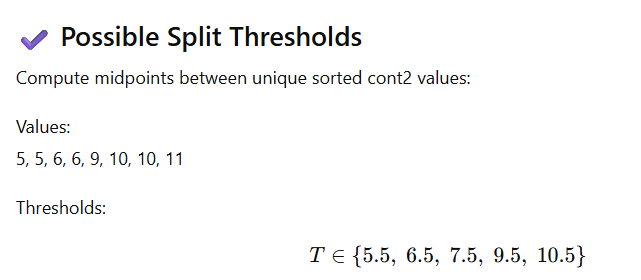 ✔ Possible Split Thresholds
Compute midpoints between unique sorted cont2 values:
Values:
5, 5, 6, 6, 9, 10, 10, 11
Thresholds:
T ∈ {5.5, 6.5, 7.5, 9.5, 10.5}